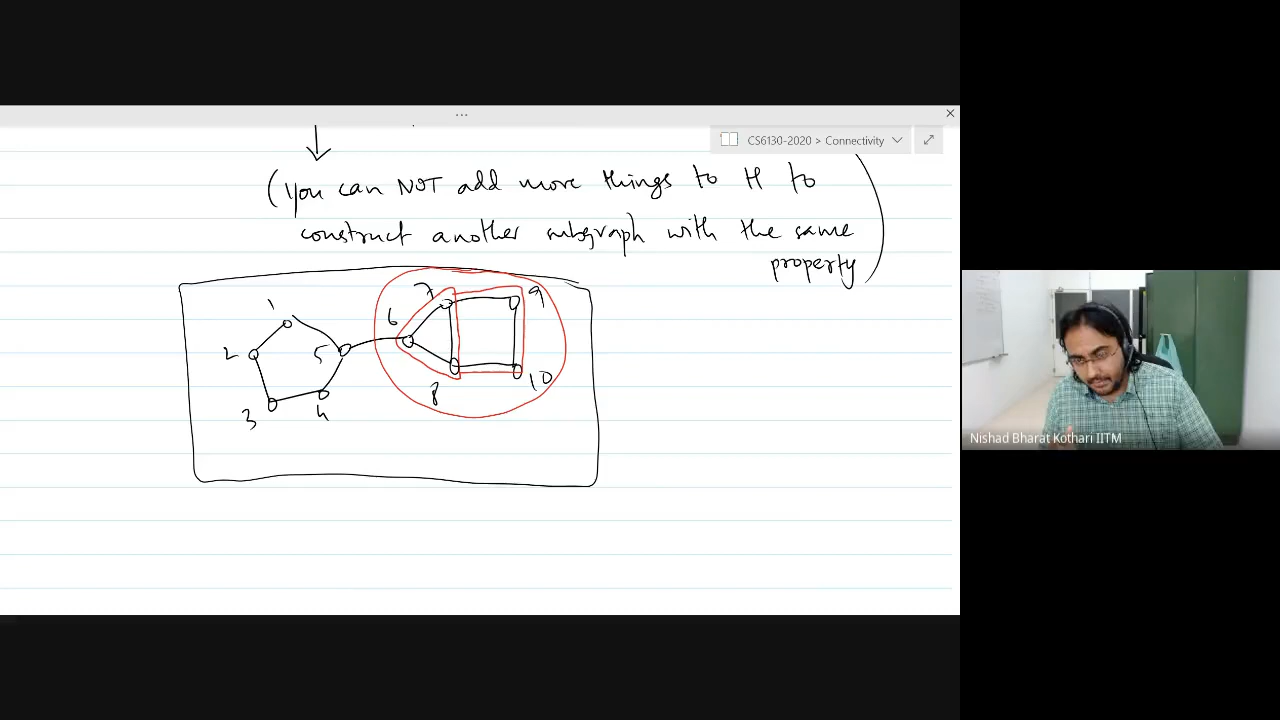 CS6130-2020 > Connectivity
(You can NOT add more things to H to
construct another subgraph with the same
property)
1
2
3
4
5
6
7
8
9
10
Nishad Bharat Kothari IITM